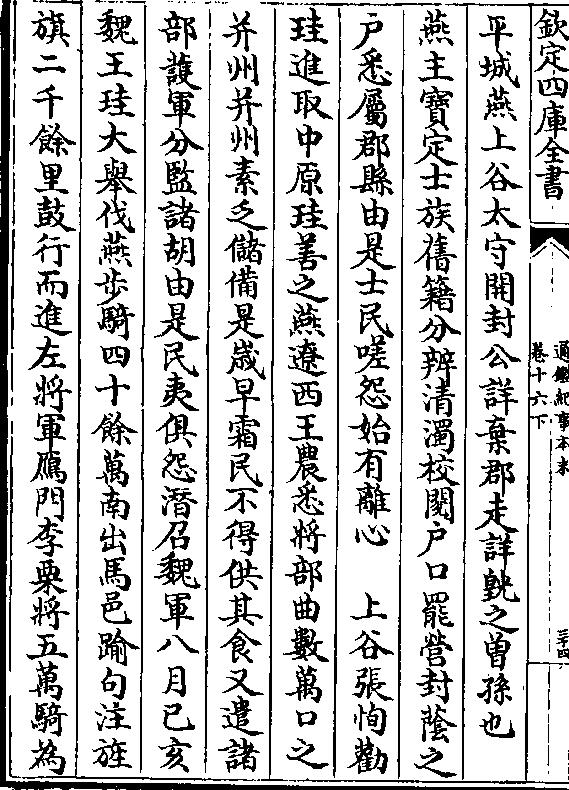 欽定四庫全書
通鑑紀事本末
卷十六下
三十四
平城燕上谷太守開封公詳棄郡走詳皝之曽孫也
燕主寶定士族舊籍分辨清濁校閱户口罷營封蔭之
户悉屬郡縣由是士民嗟怨始有離心　上谷張恂勸
珪進取中原珪善之燕遼西王農悉將部曲數萬口之
并州并州素乏儲偹是歲早霜民不得供其食又遣諸
部護軍分監諸胡由是民夷俱怨潛召魏軍八月己亥
魏王珪大舉伐燕步騎四十餘萬南出馬邑踰句注旌
旗二千餘里鼓行而進左將軍鴈門李栗將五萬騎為